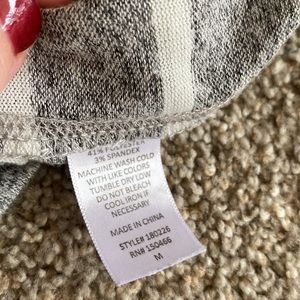 41% POLYESTER
3% SPANDEX
MACHINE WASH COLD
WITH LIKE COLORS
TUMBLE DRY LOW
DO NOT BLEACH
COOL IRON IF
NECESSARY
MADE IN CHINA
STYLE# 180226
RN# 150466
M